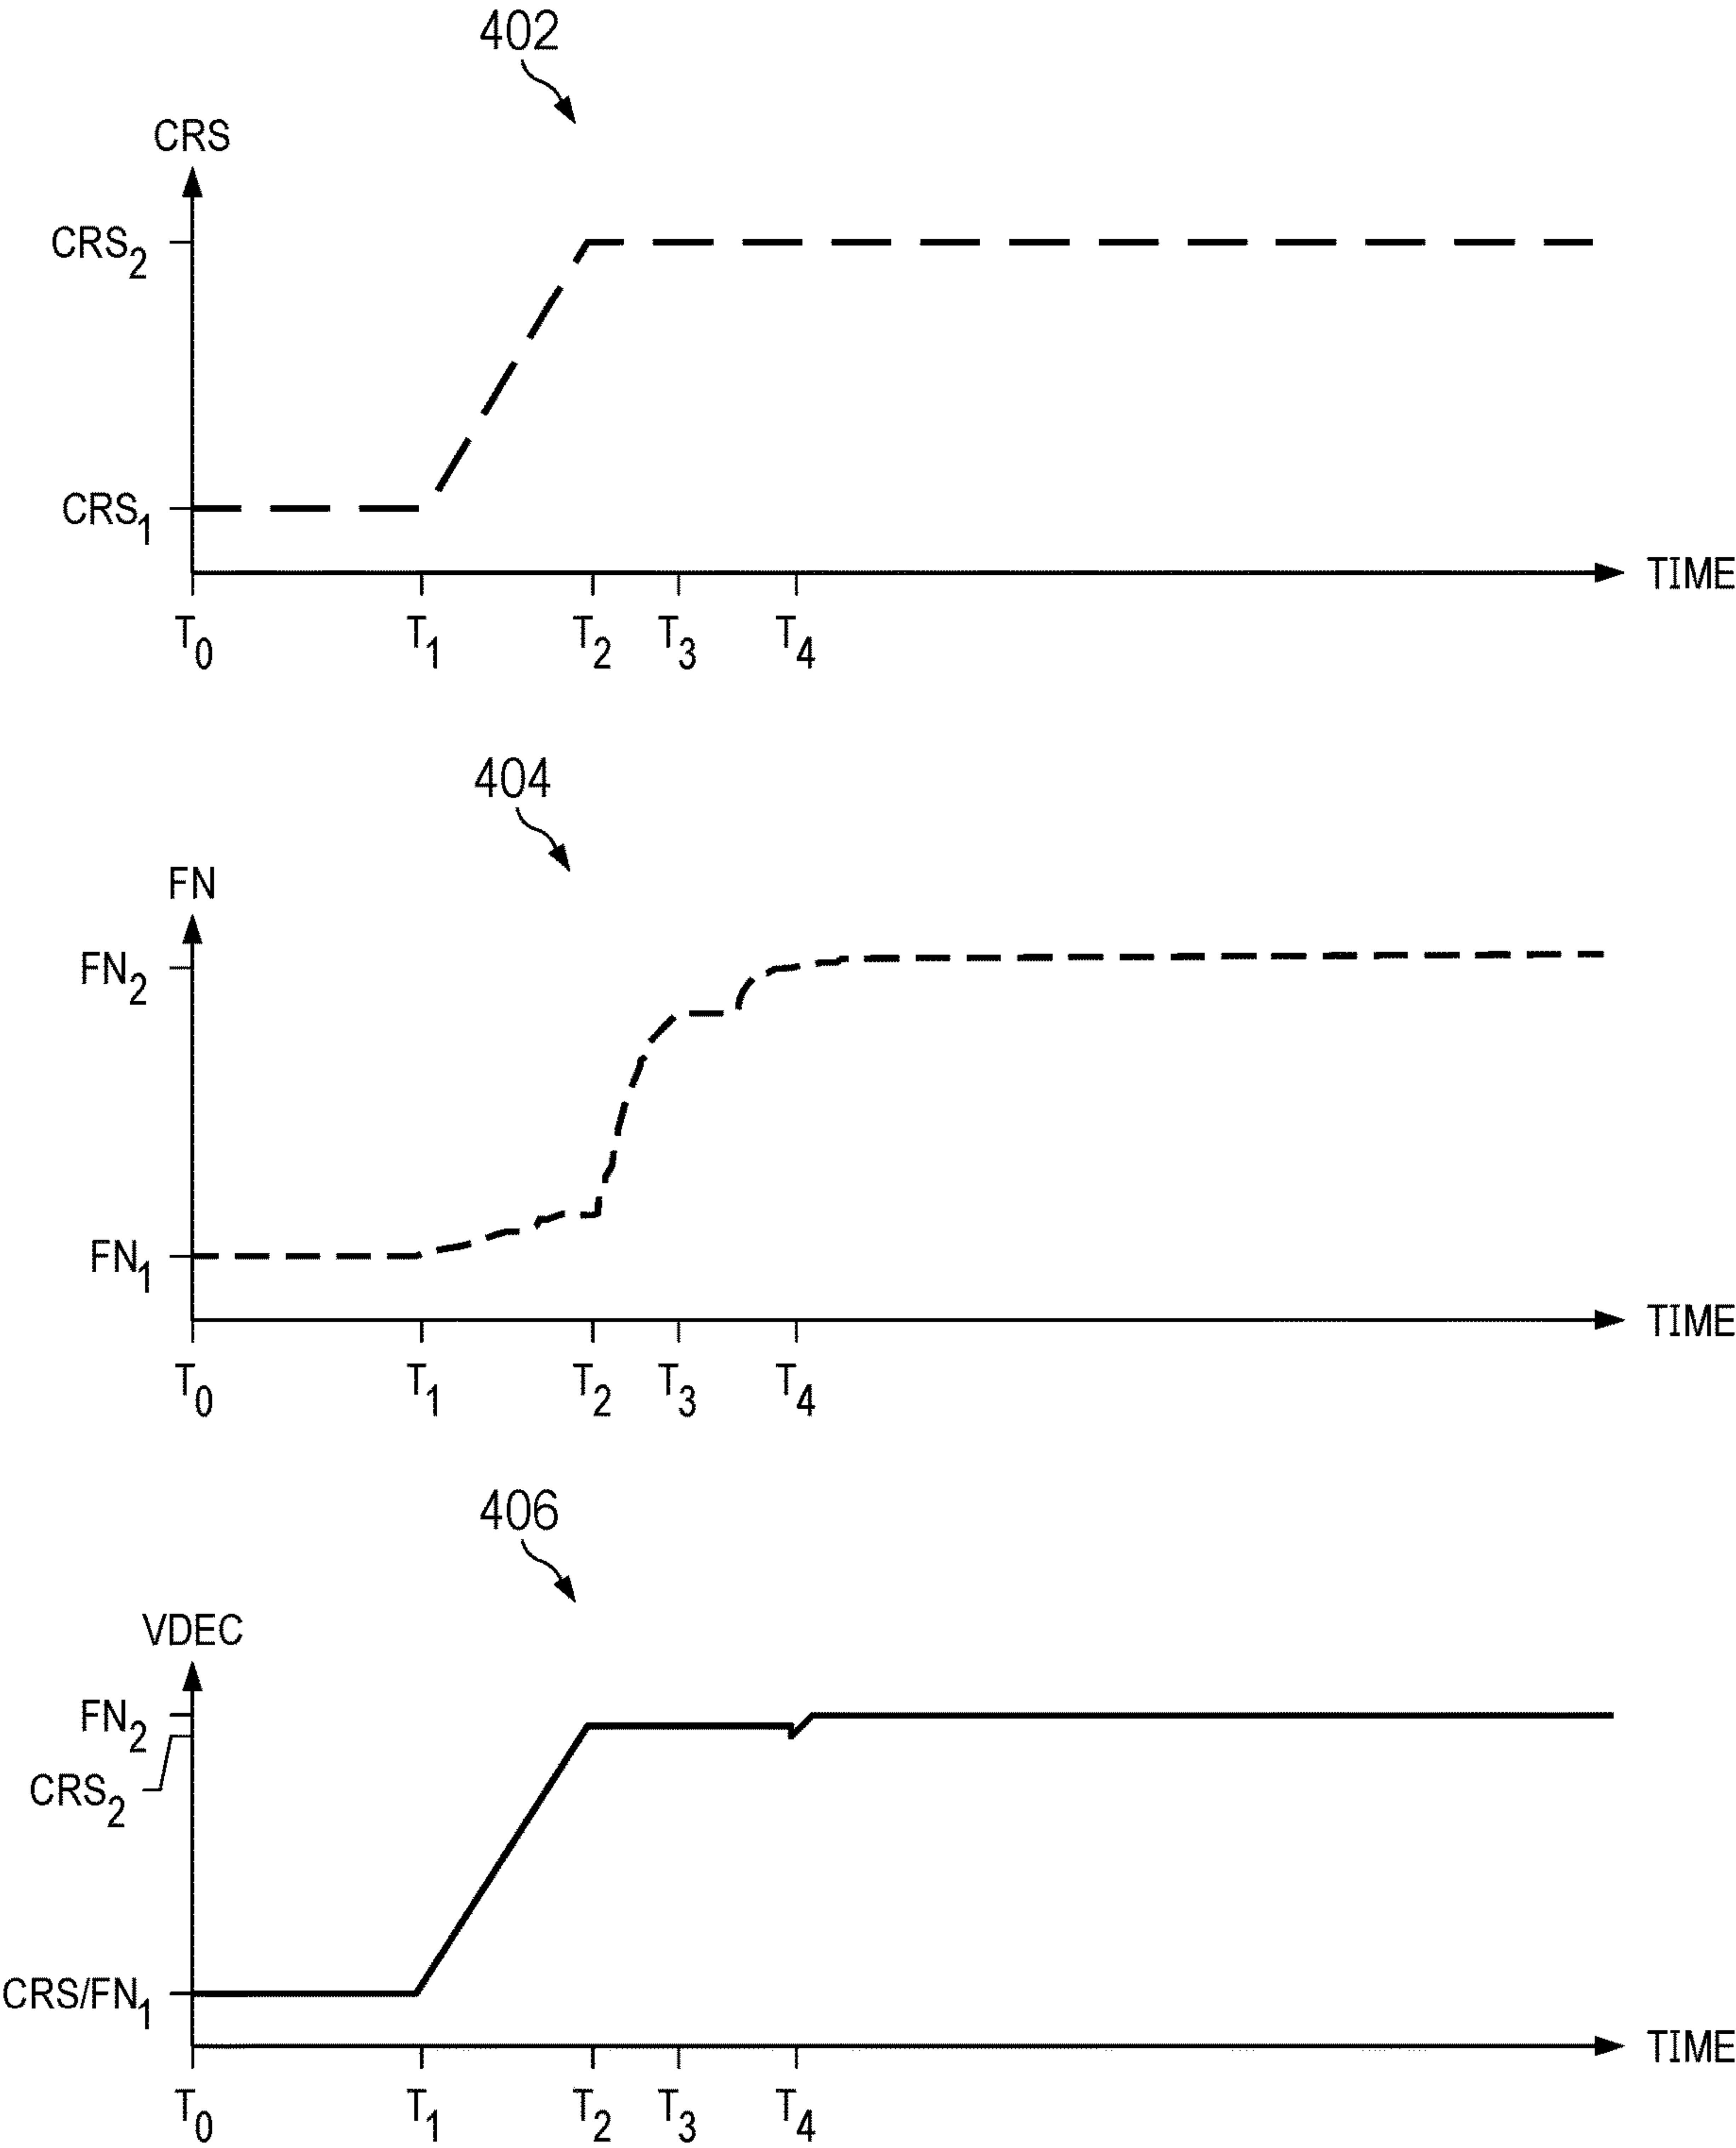 402
CRS
CRS₂
CRS₁
TIME
T₀ T₁ T₂ T₃ T₄
404
FN
FN₂
FN₁
TIME
T₀ T₁ T₂ T₃ T₄
406
VDEC
FN₂
CRS₂
CRS/FN₁
TIME
T₀ T₁ T₂ T₃ T₄